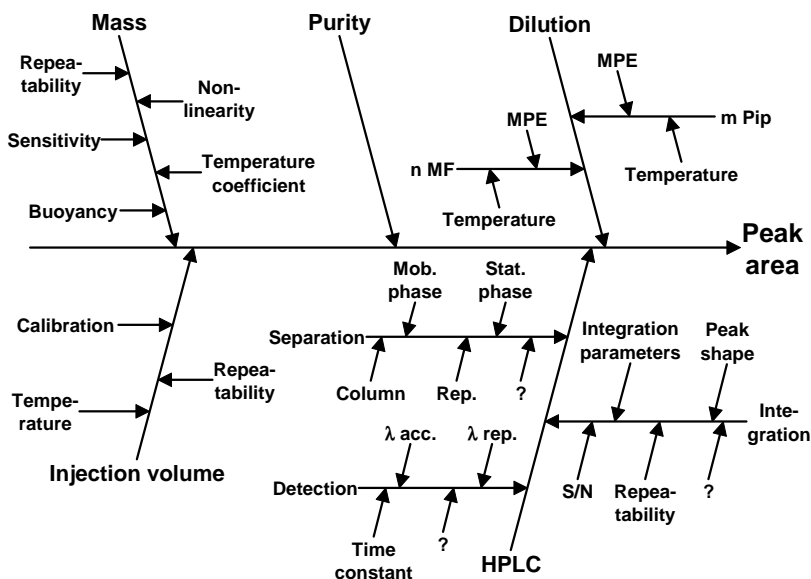 Mass
Purity
Dilution
Repea-
tability
Non-
linearity
Sensitivity
Temperature
coefficient
Buoyancy
MPE
m Pip
Temperature
MPE
n MF
Temperature
Peak
area
Calibration
Repea-
tability
Tempe-
rature
Injection volume
Mob.
phase
Stat.
phase
Separation
Column
Rep.
?
Integration
parameters
Peak
shape
Inte-
gration
S/N
Repea-
tability
?
λ acc.
λ rep.
Detection
Time
constant
?
HPLC